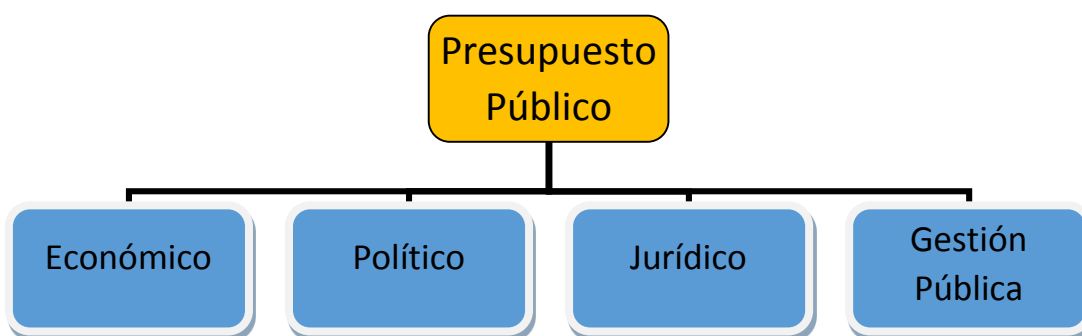 Presupuesto
Público
Económico
Político
Jurídico
Gestión
Pública